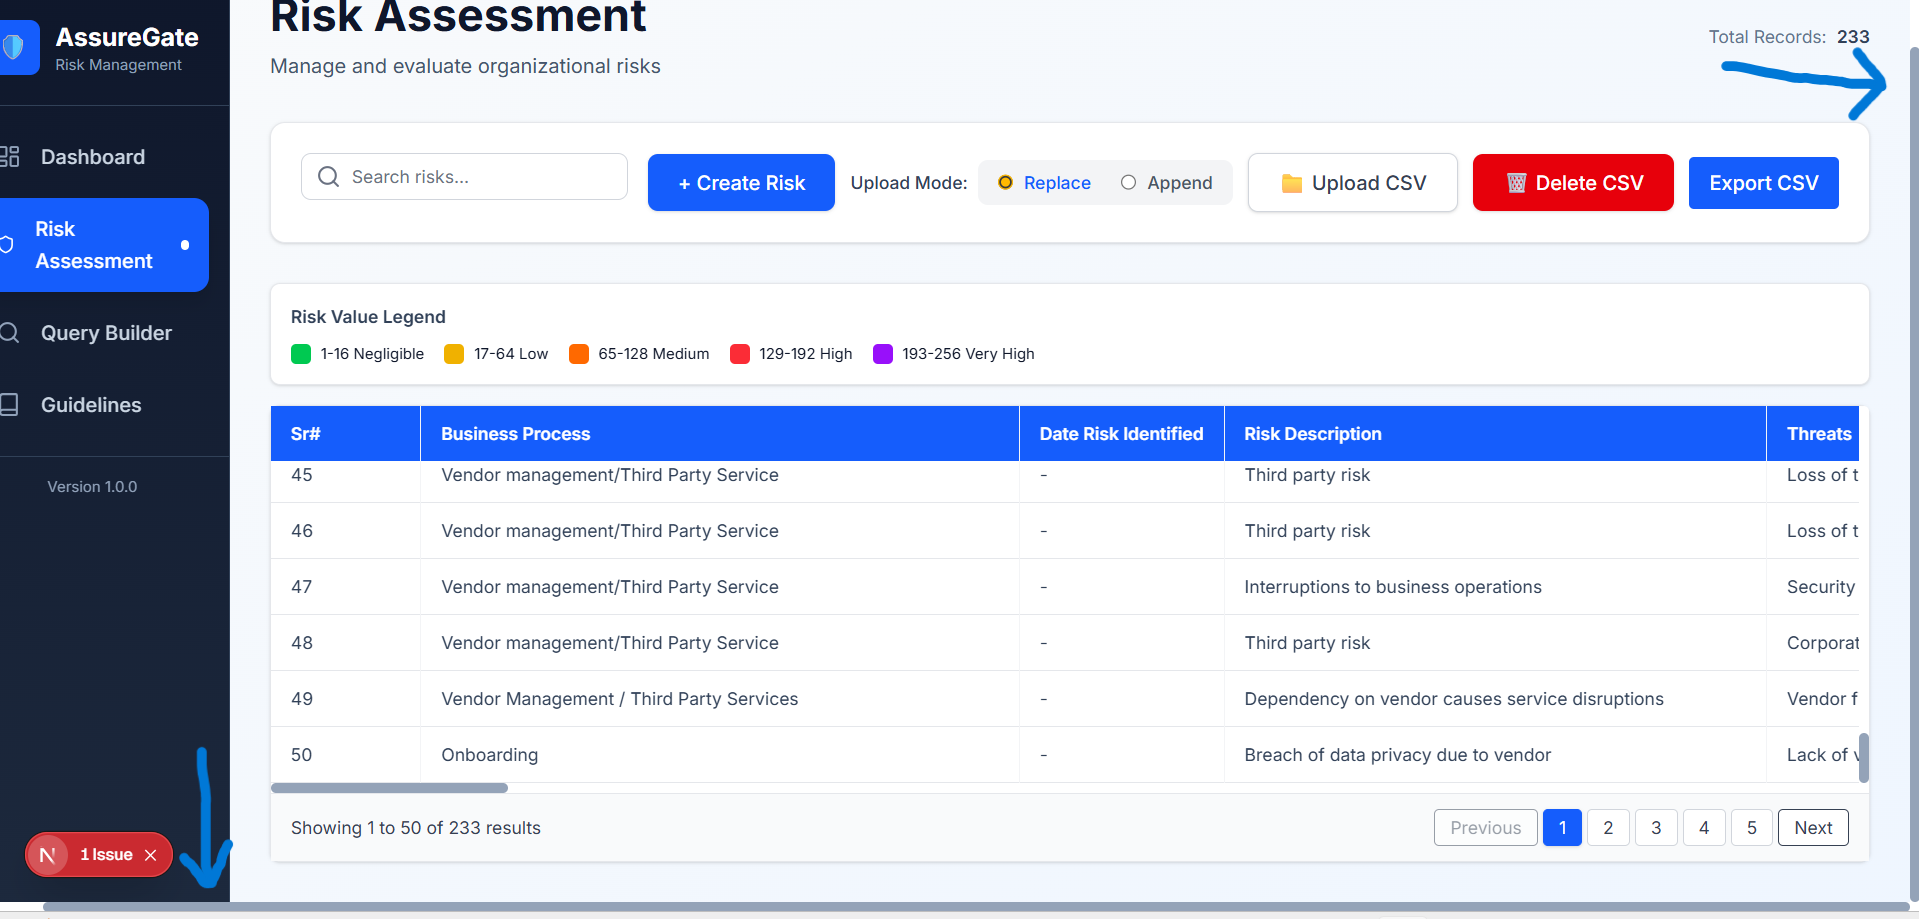 Risk Assessment
AssureGate
Risk Management
Total Records: 233
Manage and evaluate organizational risks
Dashboard
Risk
Assessment
Query Builder
Guidelines
Version 1.0.0
Search risks...
+ Create Risk
Upload Mode:
Replace
Append
Upload CSV
Delete CSV
Export CSV
Risk Value Legend
1-16 Negligible
17-64 Low
65-128 Medium
129-192 High
193-256 Very High
Sr# Business Process Date Risk Identified Risk Description Threats
45 Vendor management/Third Party Service - Third party risk Loss of t
46 Vendor management/Third Party Service - Third party risk Loss of t
47 Vendor management/Third Party Service - Interruptions to business operations Security
48 Vendor management/Third Party Service - Third party risk Corporat
49 Vendor Management / Third Party Services - Dependency on vendor causes service disruptions Vendor f
50 Onboarding - Breach of data privacy due to vendor Lack of v
Showing 1 to 50 of 233 results
Previous 1 2 3 4 5 Next
N 1 Issue